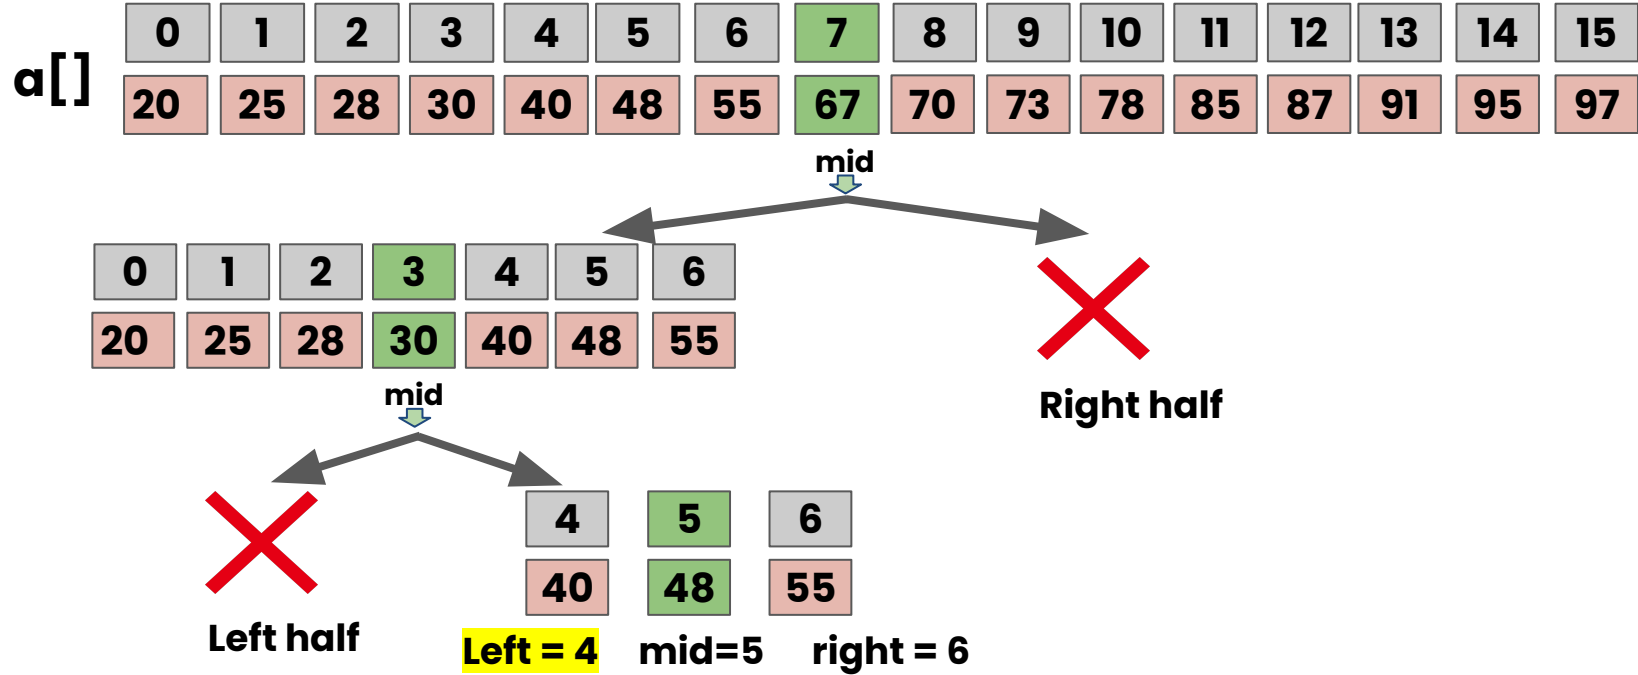 0 1 2 3 4 5 6 7 8 9 10 11 12 13 14 15
a[]
20 25 28 30 40 48 55 67 70 73 78 85 87 91 95 97
mid
0 1 2 3 4 5 6
20 25 28 30 40 48 55
mid
Right half
4 5 6
40 48 55
Left half
Left = 4 mid=5 right = 6